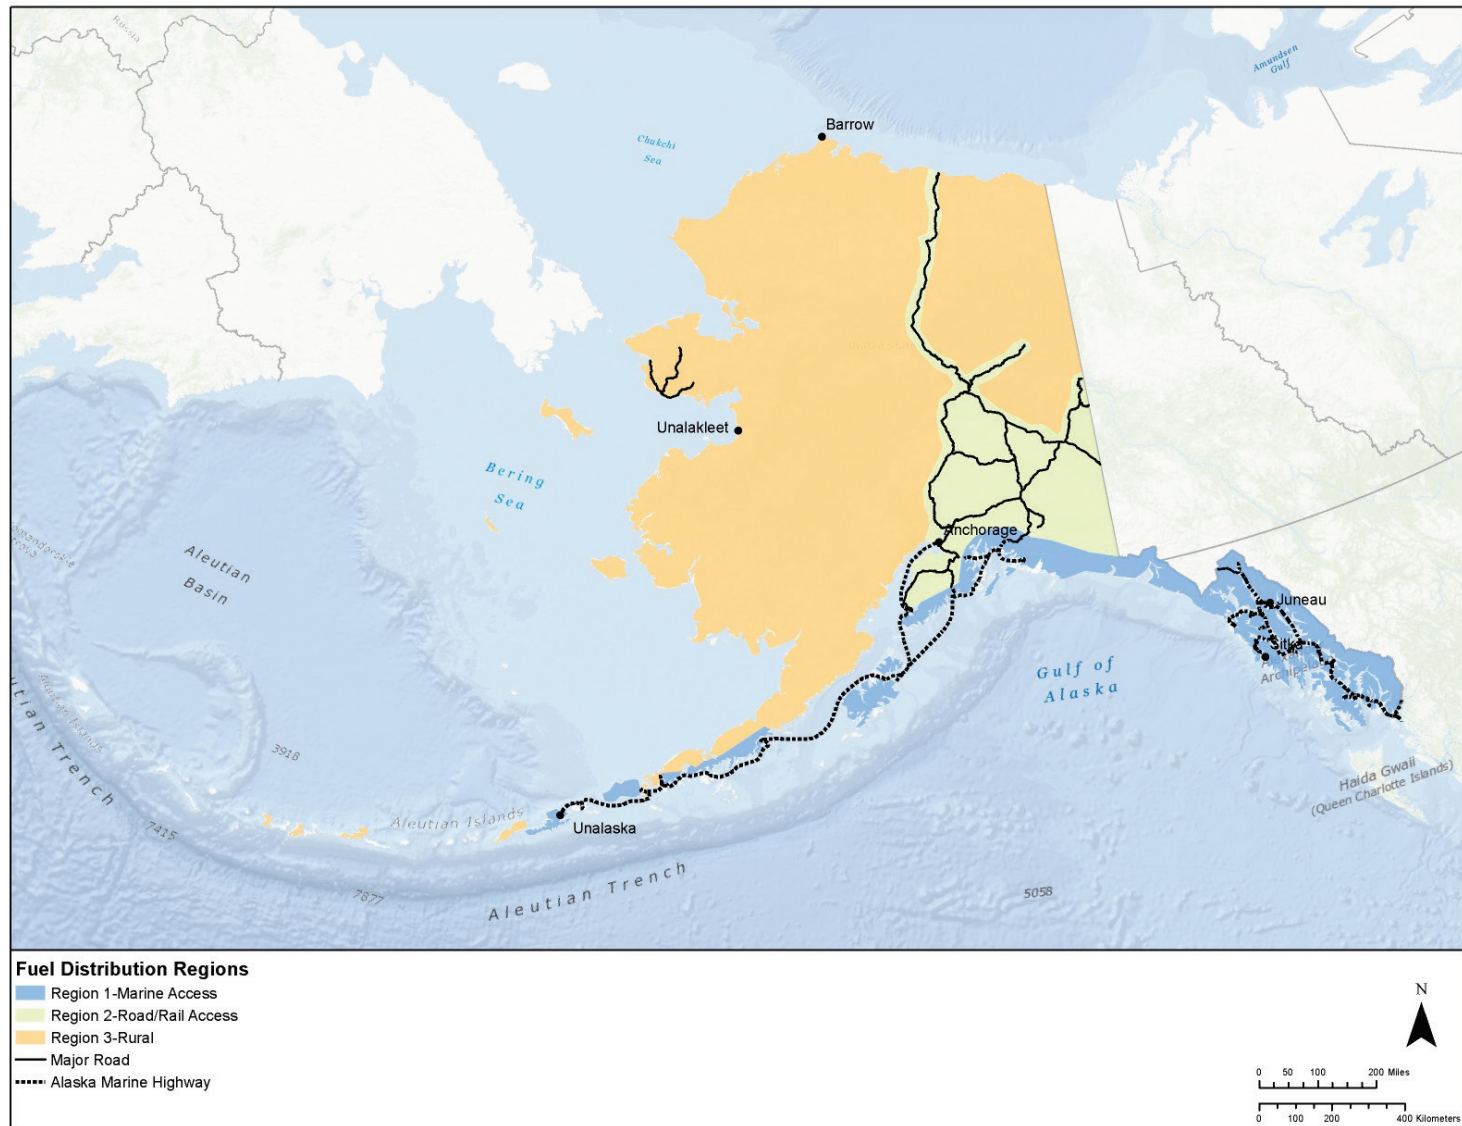 Russia
Amundsen
Gulf
Barrow
Chukchi
Sea
Unalakleet
Bering
Sea
Anchorage
Aleutian
Basin
Juneau
Sitka
Archipelago
Gulf of
Alaska
3918
Haida Gwaii
(Queen Charlotte Islands)
Aleutian Islands
Unalaska
7415
7877
Aleutian Trench
5058
Fuel Distribution Regions
Region 1-Marine Access
Region 2-Road/Rail Access
Region 3-Rural
Major Road
Alaska Marine Highway
N
0 50 100 200 Miles
0 100 200 400 Kilometers